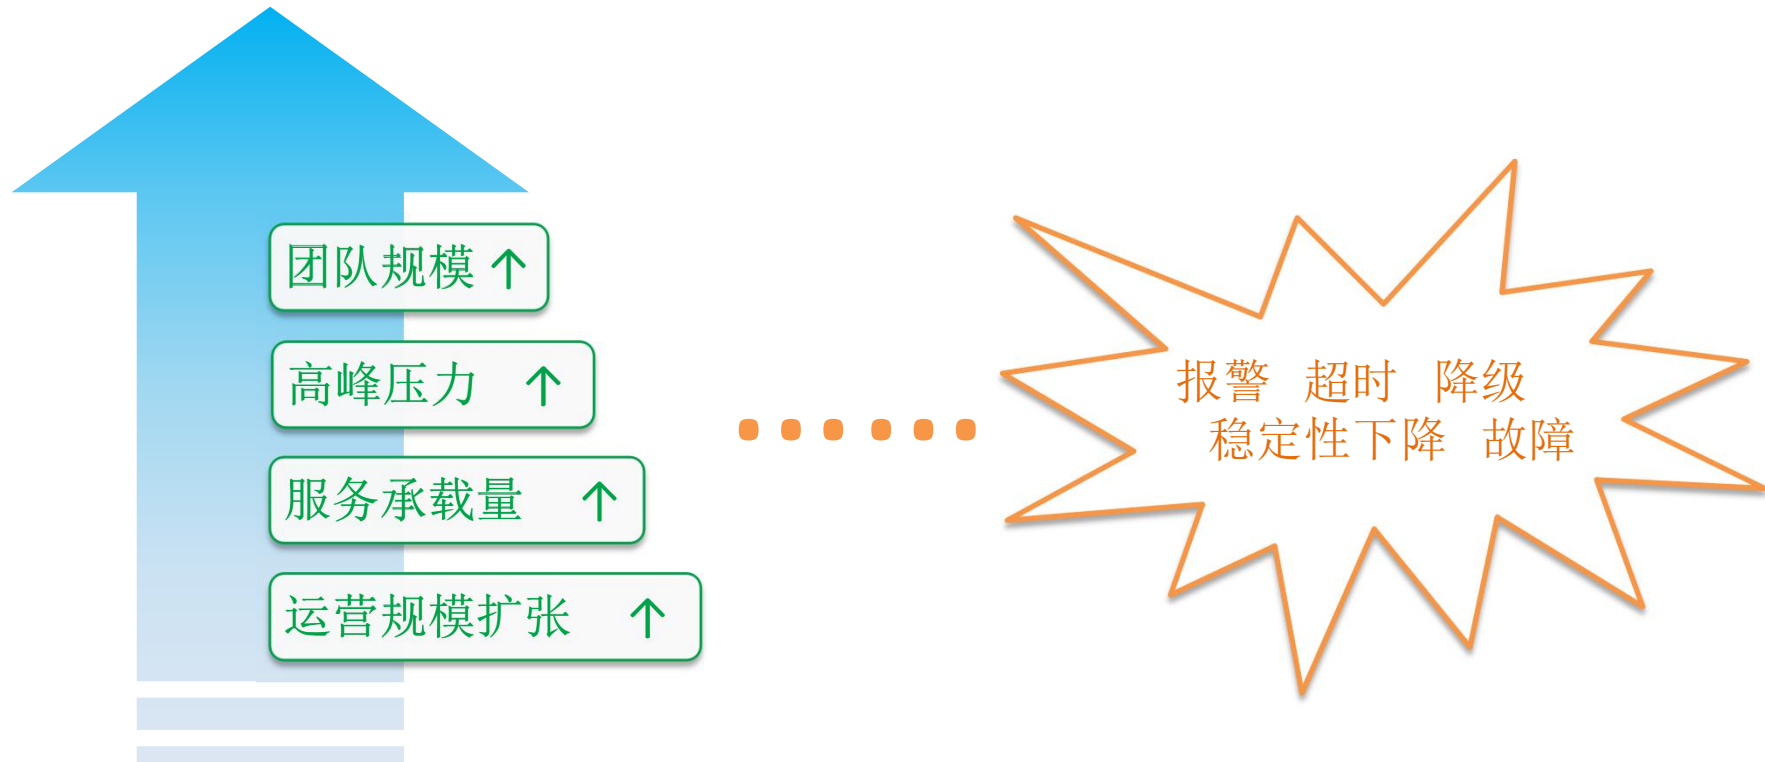 团队规模 ↑
高峰压力 ↑
服务承载量 ↑
运营规模扩张 ↑
报警 超时 降级
稳定性下降 故障